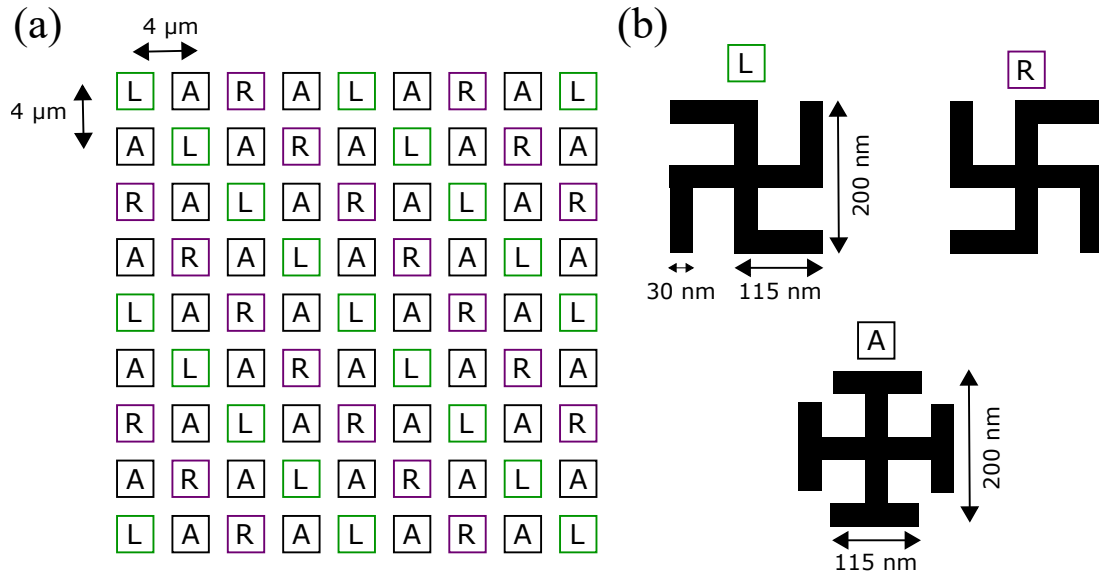 (a)
4 µm
4 µm
L A R A L A R A L
A L A R A L A R A
R A L A R A L A R
A R A L A R A L A
L A R A L A R A L
A L A R A L A R A
R A L A R A L A R
A R A L A R A L A
L A R A L A R A L
(b)
L
R
200 nm
30 nm
115 nm
A
200 nm
115 nm